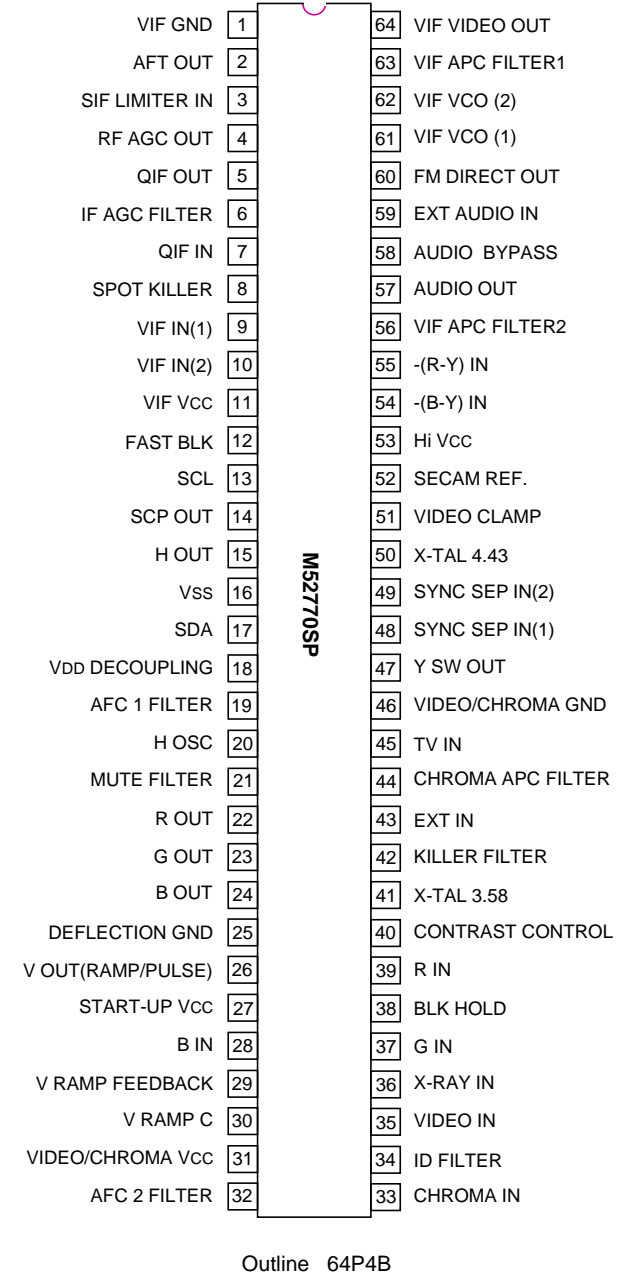 VIF GND 1 64 VIF VIDEO OUT
AFT OUT 2 63 VIF APC FILTER1
SIF LIMITER IN 3 62 VIF VCO (2)
RF AGC OUT 4 61 VIF VCO (1)
QIF OUT 5 60 FM DIRECT OUT
IF AGC FILTER 6 59 EXT AUDIO IN
QIF IN 7 58 AUDIO BYPASS
SPOT KILLER 8 57 AUDIO OUT
VIF IN(1) 9 56 VIF APC FILTER2
VIF IN(2) 10 55 -(R-Y) IN
VIF VCC 11 54 -(B-Y) IN
FAST BLK 12 53 Hi VCC
SCL 13 52 SECAM REF.
SCP OUT 14 51 VIDEO CLAMP
H OUT 15 50 X-TAL 4.43
VSS 16 49 SYNC SEP IN(2)
SDA 17 48 SYNC SEP IN(1)
VDD DECOUPLING 18 47 Y SW OUT
AFC 1 FILTER 19 46 VIDEO/CHROMA GND
H OSC 20 45 TV IN
MUTE FILTER 21 44 CHROMA APC FILTER
R OUT 22 43 EXT IN
G OUT 23 42 KILLER FILTER
B OUT 24 41 X-TAL 3.58
DEFLECTION GND 25 40 CONTRAST CONTROL
V OUT(RAMP/PULSE) 26 39 R IN
START-UP VCC 27 38 BLK HOLD
B IN 28 37 G IN
V RAMP FEEDBACK 29 36 X-RAY IN
V RAMP C 30 35 VIDEO IN
VIDEO/CHROMA VCC 31 34 ID FILTER
AFC 2 FILTER 32 33 CHROMA IN
M52770SP
Outline 64P4B